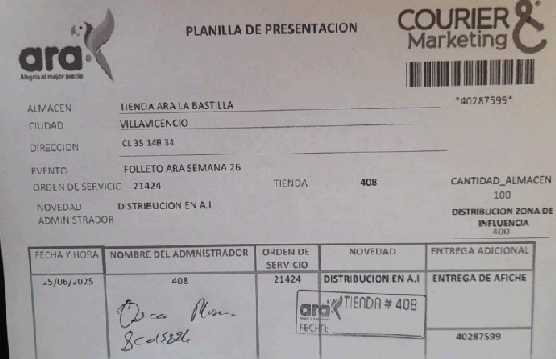 ara
Alegría al mejor precio
PLANILLA DE PRESENTACION
COURIER &
Marketing
*40287599*
ALMACEN TIENDA ARA LA BASTILLA
CIUDAD VILLAVICENCIO
DIRECCION CL 35 14B 34
EVENTO FOLLETO ARA SEMANA 26
ORDEN DE SERVICIO 21424 TIENDA 408 CANTIDAD_ALMACEN
100
NOVEDAD DISTRIBUCION EN A.I
ADMINISTRADOR
DISTRIBUCION ZONA DE
INFLUENCIA
400
FECHA Y HORA NOMBRE DEL ADMNISTRADOR ORDEN DE SERVICIO NOVEDAD ENTREGA ADICIONAL
25/06/2025 408 21424 DISTRIBUCION EN A.I ENTREGA DE AFICHE
ara TIENDA # 408
FECHA:
40287599